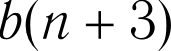 b(n + 3)